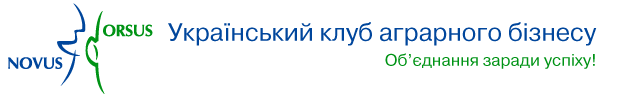 NOVUS ORSUS
Український клуб аграрного бізнесу
Об'єднання заради успіху!